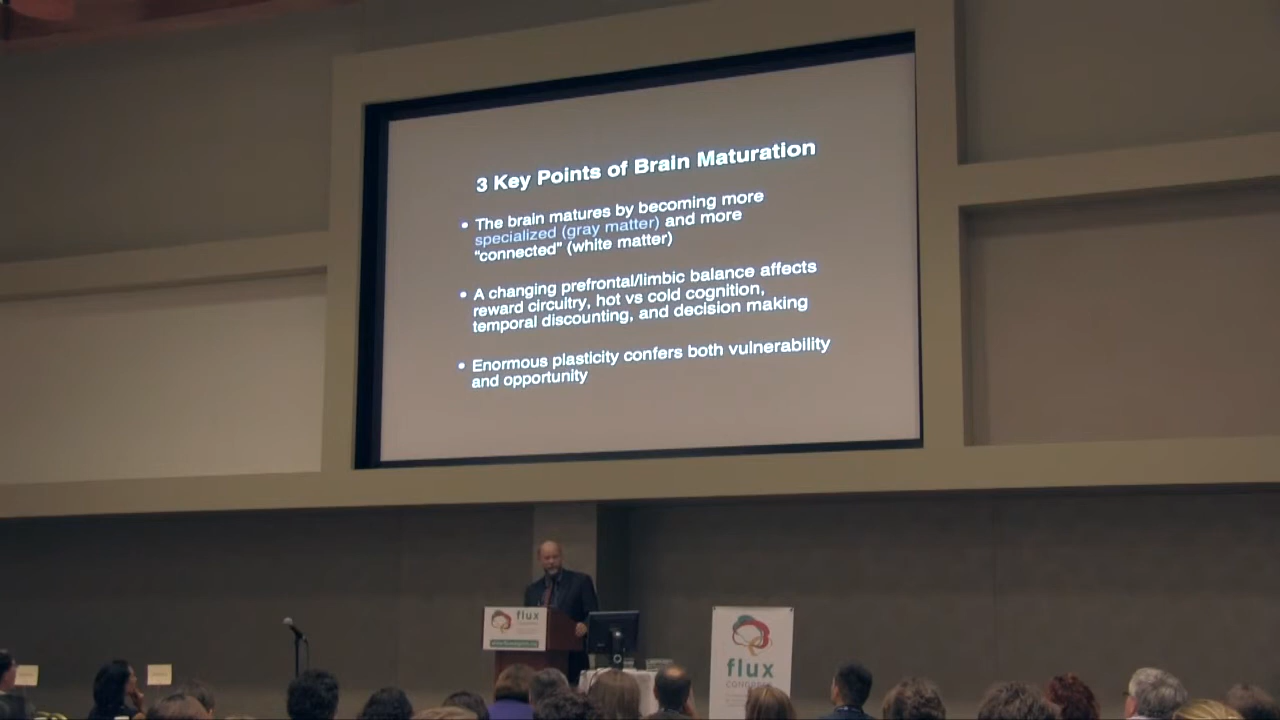 3 Key Points of Brain Maturation
• The brain matures by becoming more
specialized (gray matter) and more
“connected” (white matter)
• A changing prefrontal/limbic balance affects
reward circuitry, hot vs cold cognition,
temporal discounting, and decision making
• Enormous plasticity confers both vulnerability
and opportunity
flux
flux